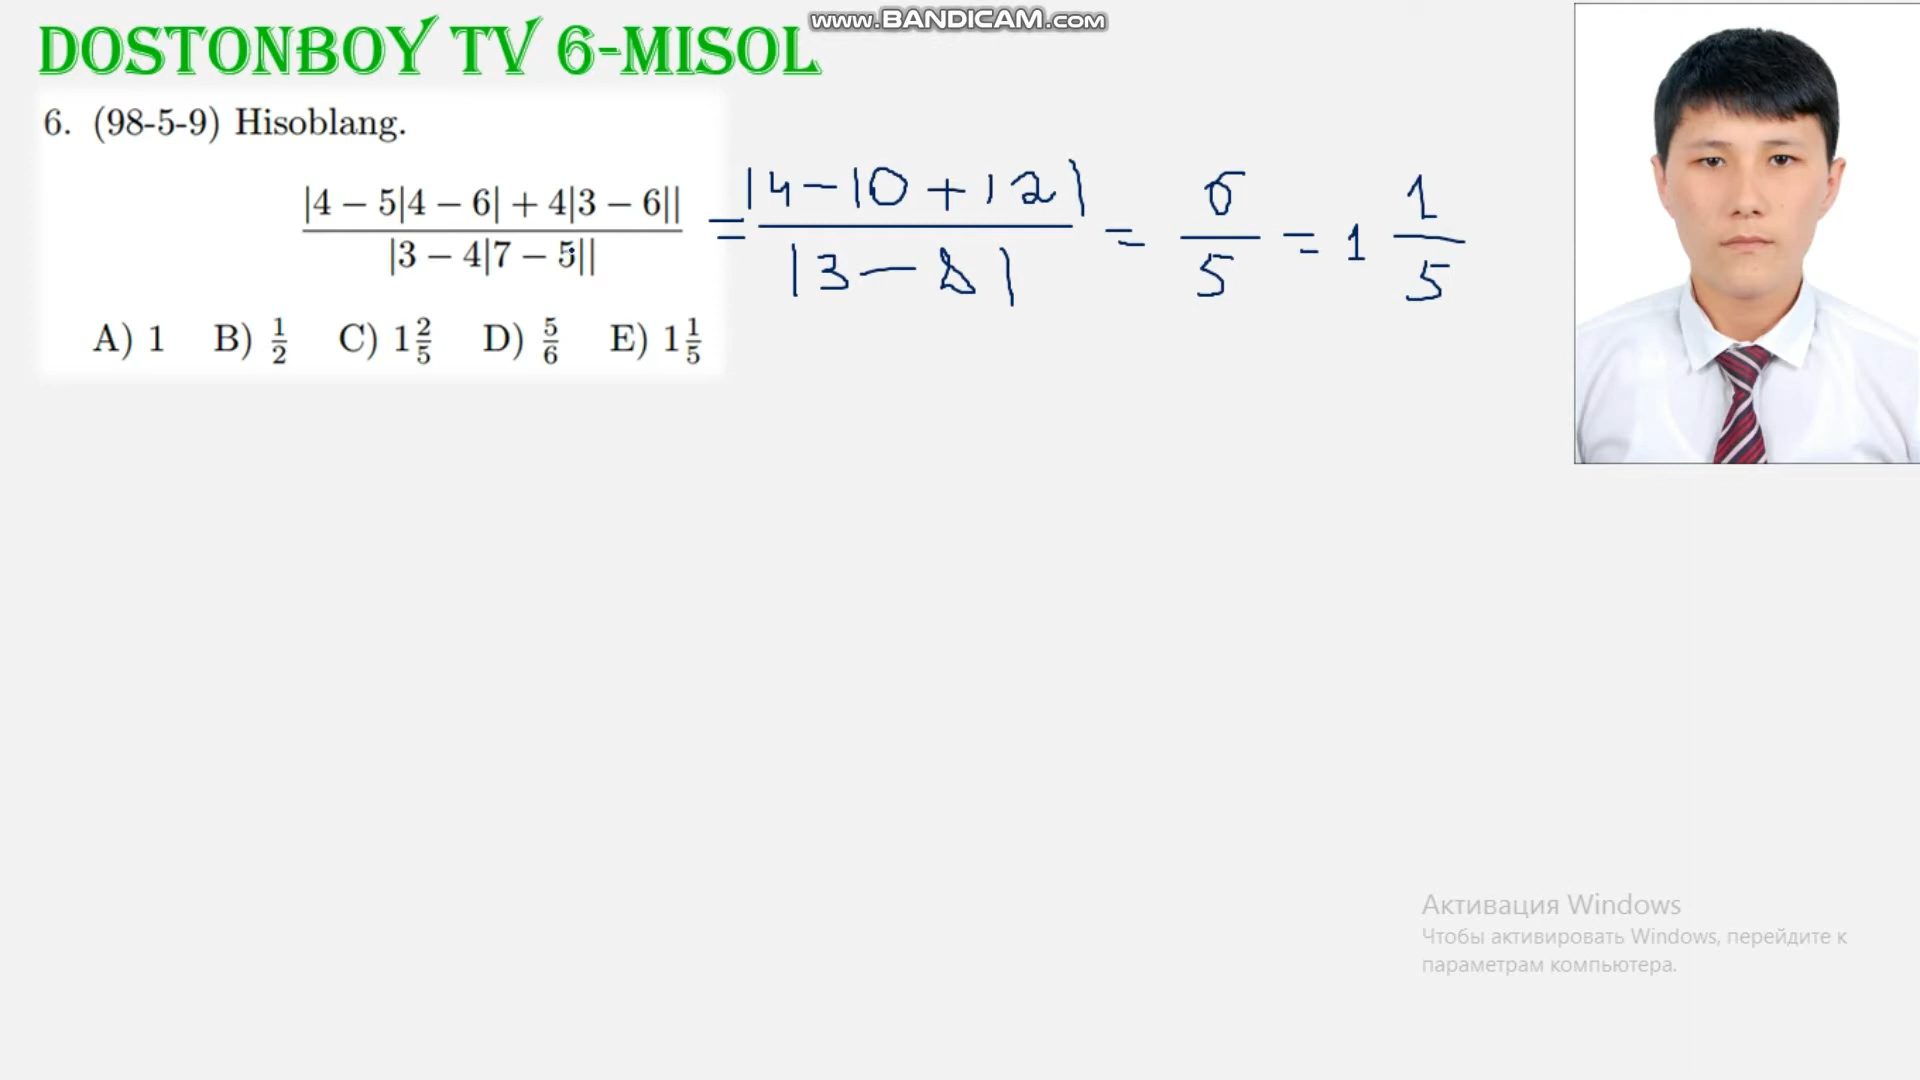 www.BANDICAM.com
DOSTONBOY TV 6-MISOL
6. (98-5-9) Hisoblang.
|4 − 5|4 − 6| + 4|3 − 6|| / |3 − 4|7 − 5|| = |4 − 10 + 12| / |3 − 8| = 6/5 = 1 1/5
A) 1 B) 1/2 C) 1 2/5 D) 5/6 E) 1 1/5
Активация Windows
Чтобы активировать Windows, перейдите к
параметрам компьютера.